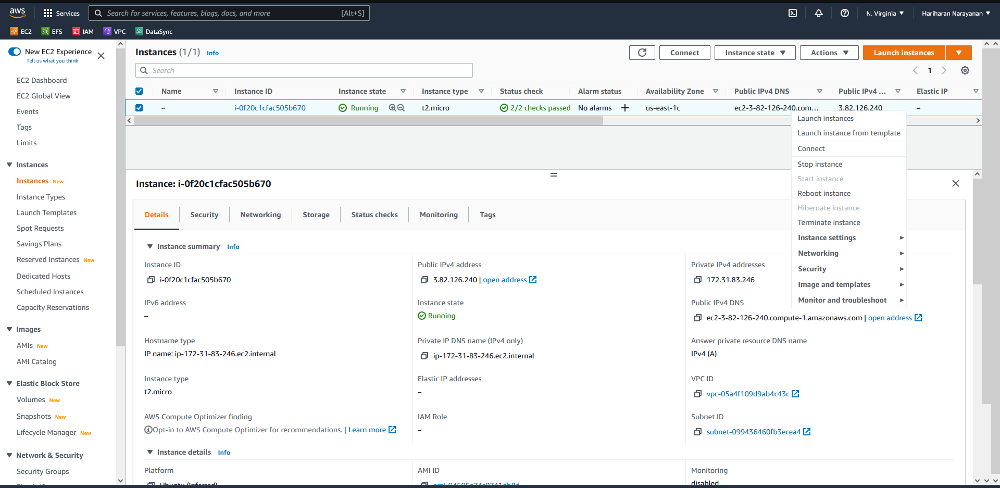 aws
Services
Search for services, features, blogs, docs, and more [Alt+S]
N. Virginia
Hariharan Narayanan
EC2 EFS IAM VPC DataSync
New EC2 Experience
Tell us what you think
EC2 Dashboard
EC2 Global View
Events
Tags
Limits
Instances
Instances New
Instance Types
Launch Templates
Spot Requests
Savings Plans
Reserved Instances New
Dedicated Hosts
Scheduled Instances
Capacity Reservations
Images
AMIs New
AMI Catalog
Elastic Block Store
Volumes New
Snapshots New
Lifecycle Manager New
Network & Security
Security Groups
Instances (1/1) Info
Connect
Instance state
Actions
Launch instances
Search
1
Name Instance ID Instance state Instance type Status check Alarm status Availability Zone Public IPv4 DNS Public IPv4 ... Elastic IP
– i-0f20c1cfac505b670 Running t2.micro 2/2 checks passed No alarms + us-east-1c ec2-3-82-126-240.com... 3.82.126.240 –
Launch instances
Launch instance from template
Connect
Stop instance
Start instance
Reboot instance
Hibernate instance
Terminate instance
Instance settings
Networking
Security
Image and templates
Monitor and troubleshoot
Instance: i-0f20c1cfac505b670
Details Security Networking Storage Status checks Monitoring Tags
Instance summary Info
Instance ID
i-0f20c1cfac505b670
Public IPv4 address
3.82.126.240 | open address
Private IPv4 addresses
172.31.83.246
IPv6 address
–
Instance state
Running
Public IPv4 DNS
ec2-3-82-126-240.compute-1.amazonaws.com | open address
Hostname type
IP name: ip-172-31-83-246.ec2.internal
Private IP DNS name (IPv4 only)
ip-172-31-83-246.ec2.internal
Answer private resource DNS name
IPv4 (A)
Instance type
t2.micro
Elastic IP addresses
–
VPC ID
vpc-05a4f109d9ab4c43c
AWS Compute Optimizer finding
Opt-in to AWS Compute Optimizer for recommendations. | Learn more
IAM Role
–
Subnet ID
subnet-099436460fb3ecea4
Instance details Info
Platform
Ubuntu (Inferred)
AMI ID
Monitoring
disabled